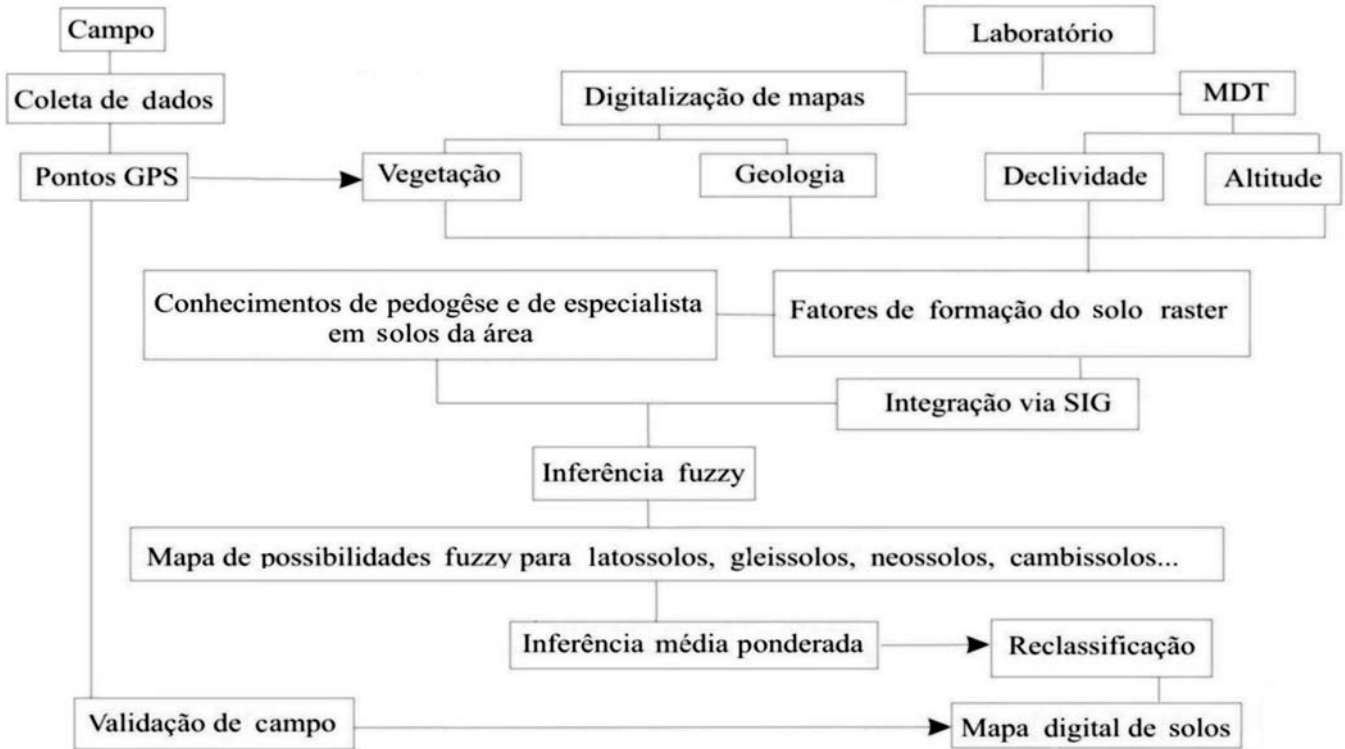 Campo
Laboratório
Coleta de dados
Digitalização de mapas
MDT
Pontos GPS
Vegetação
Geologia
Declividade
Altitude
Conhecimentos de pedogêse e de especialista
em solos da área
Fatores de formação do solo raster
Integração via SIG
Inferência fuzzy
Mapa de possibilidades fuzzy para latossolos, gleissolos, neossolos, cambissolos...
Inferência média ponderada
Reclassificação
Validação de campo
Mapa digital de solos